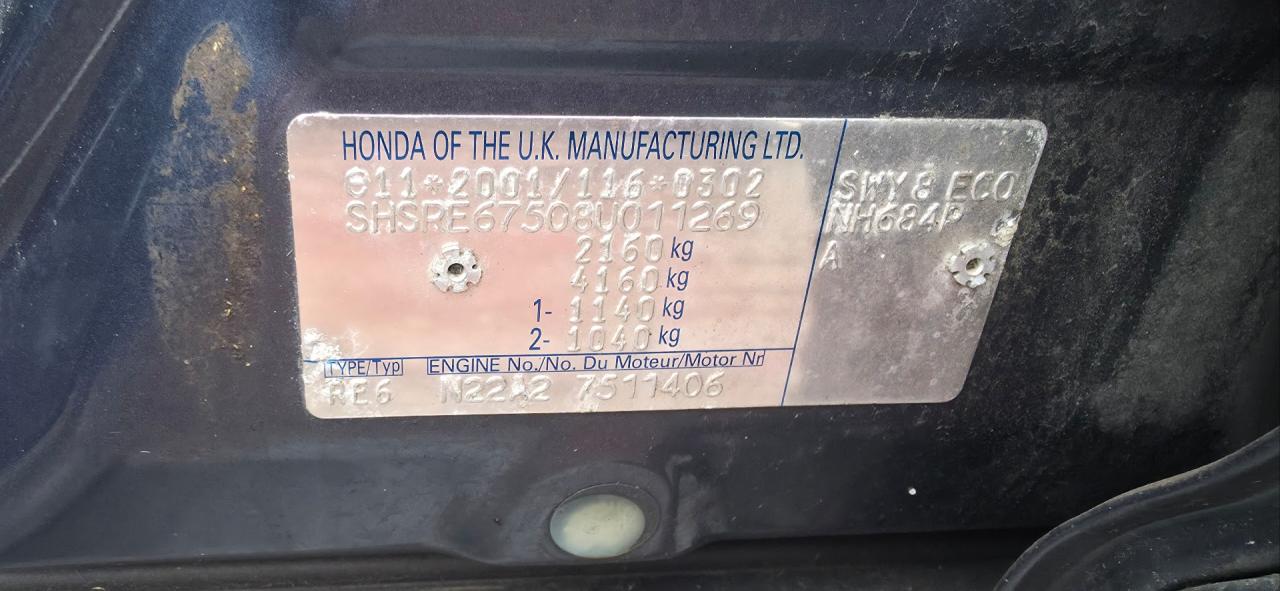 HONDA OF THE U.K. MANUFACTURING LTD.
e11*2001/116*0302
SHSRE67508U011269
2160 kg
4160 kg
1- 1140 kg
2- 1040 kg
TYPE/Typ ENGINE No./No. Du Moteur/Motor Nr
RE6 N22A2 7511406
SWY8 ECO
NH684P
A